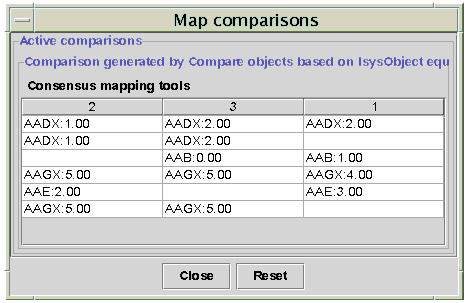 Map comparisons
Active comparisons
Comparison generated by Compare objects based on IsysObject equ
Consensus mapping tools
2 3 1
AADX:1.00 AADX:2.00 AADX:2.00
AADX:1.00 AADX:2.00
AAB:0.00 AAB:1.00
AAGX:5.00 AAGX:5.00 AAGX:4.00
AAE:2.00 AAE:3.00
AAGX:5.00 AAGX:5.00
Close Reset